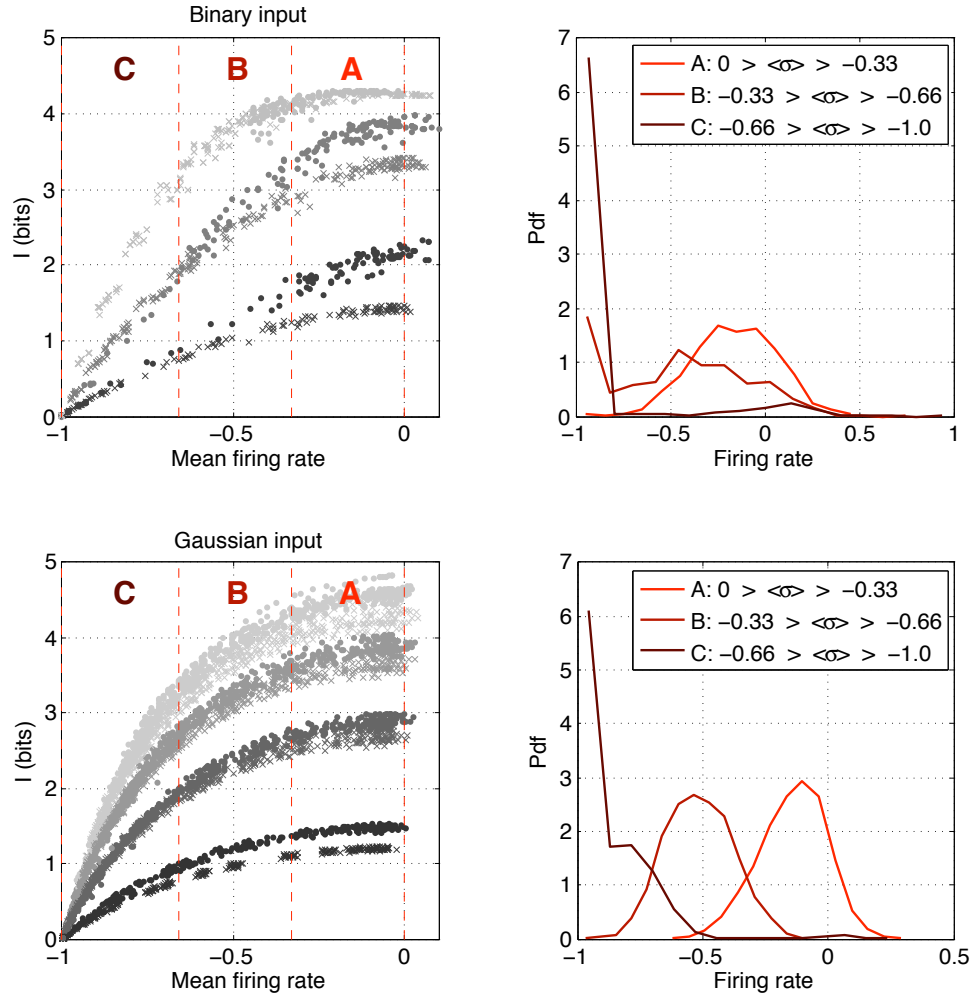 Binary input
5
4
3
2
1
0
I (bits)
C B A
−1 −0.5 0
Mean firing rate
7
6
5
4
3
2
1
0
Pdf
A: 0 > <σ> > −0.33
B: −0.33 > <σ> > −0.66
C: −0.66 > <σ> > −1.0
−1 −0.5 0 0.5 1
Firing rate
Gaussian input
5
4
3
2
1
0
I (bits)
C B A
−1 −0.5 0
Mean firing rate
7
6
5
4
3
2
1
0
Pdf
A: 0 > <σ> > −0.33
B: −0.33 > <σ> > −0.66
C: −0.66 > <σ> > −1.0
−1 −0.5 0 0.5
Firing rate